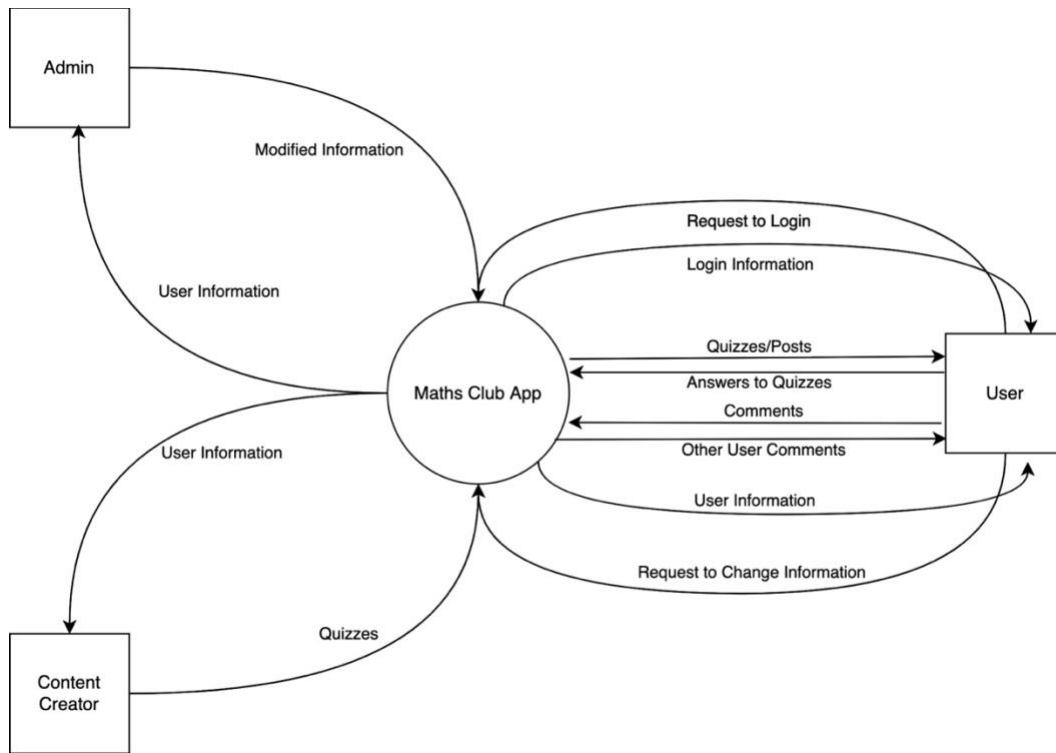 Admin
Modified Information
Request to Login
Login Information
User Information
Quizzes/Posts
Answers to Quizzes
Maths Club App
User
Comments
Other User Comments
User Information
User Information
Request to Change Information
Quizzes
Content
Creator